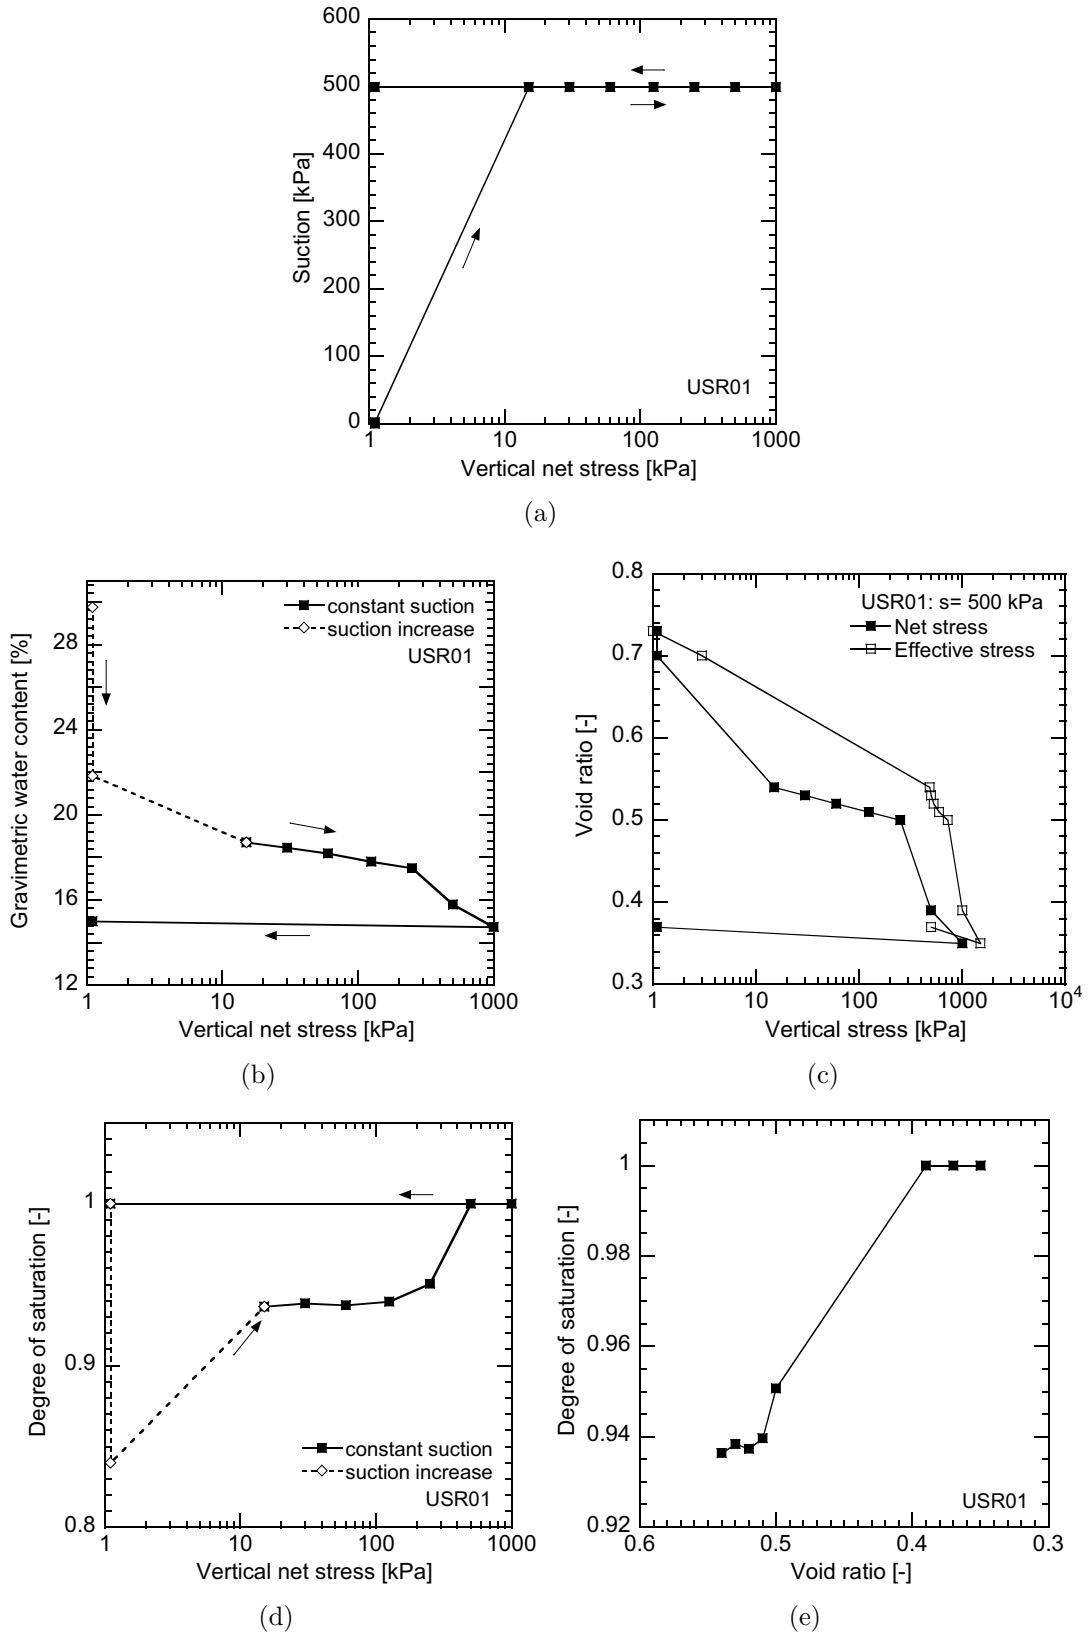 600
500
400
300
200
100
0
Suction [kPa]
USR01
1 10 100 1000
Vertical net stress [kPa]
(a)
28
24
20
16
12
Gravimetric water content [%]
constant suction
suction increase
USR01
1 10 100 1000
Vertical net stress [kPa]
(b)
0.8
0.7
0.6
0.5
0.4
0.3
Void ratio [-]
USR01: s= 500 kPa
Net stress
Effective stress
1 10 100 1000 10⁴
Vertical stress [kPa]
(c)
1
0.9
0.8
Degree of saturation [-]
constant suction
suction increase
USR01
1 10 100 1000
Vertical net stress [kPa]
(d)
1
0.98
0.96
0.94
0.92
Degree of saturation [-]
USR01
0.6 0.5 0.4 0.3
Void ratio [-]
(e)